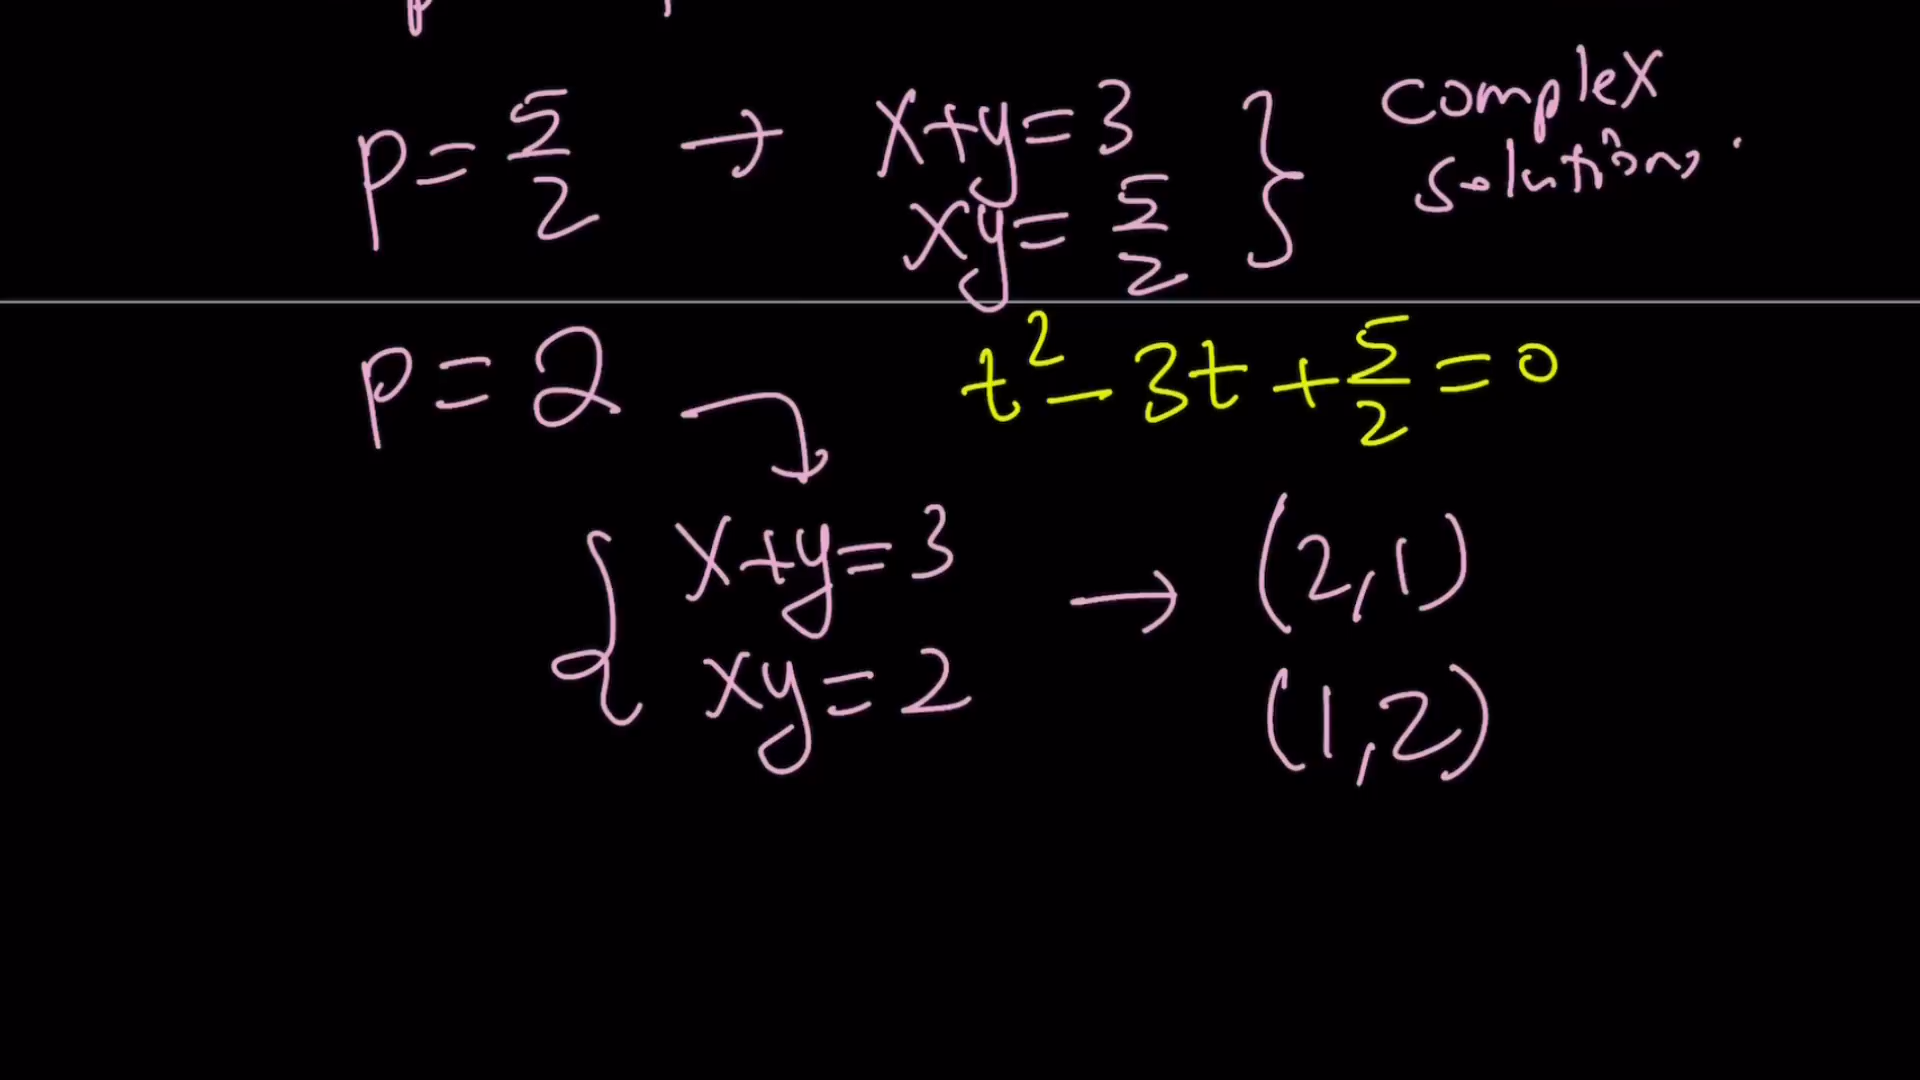 p = 5/2 → x+y=3 } complex
xy = 5/2 solutions.
p = 2 t² - 3t + 5/2 = 0
{ x+y=3 → (2,1)
xy=2 (1,2)